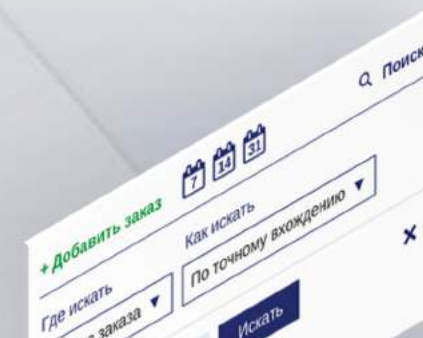 + Добавить заказ
7 14 31
Поиск
Где искать
Как искать
заказа
По точному вхождению
Искать